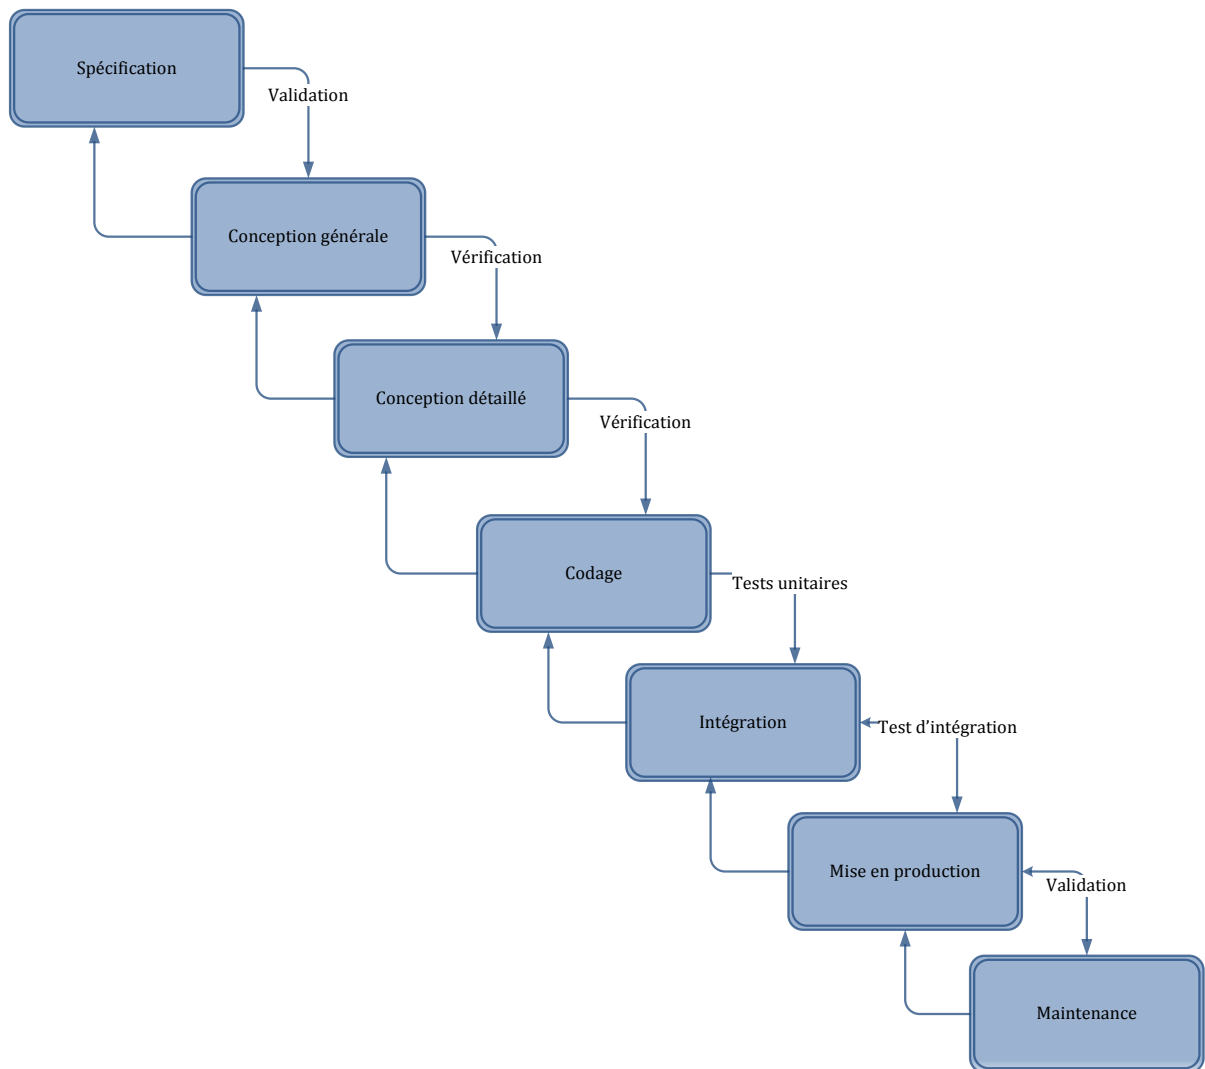 Spécification
Validation
Conception générale
Vérification
Conception détaillé
Vérification
Codage
Tests unitaires
Intégration
Test d’intégration
Mise en production
Validation
Maintenance